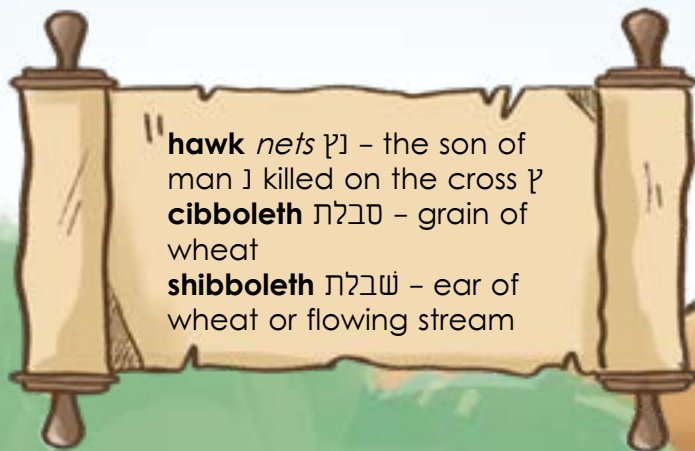 hawk nets נץ – the son of
man נ killed on the cross ץ
cibboleth סבלת – grain of
wheat
shibboleth שׁבלת – ear of
wheat or flowing stream